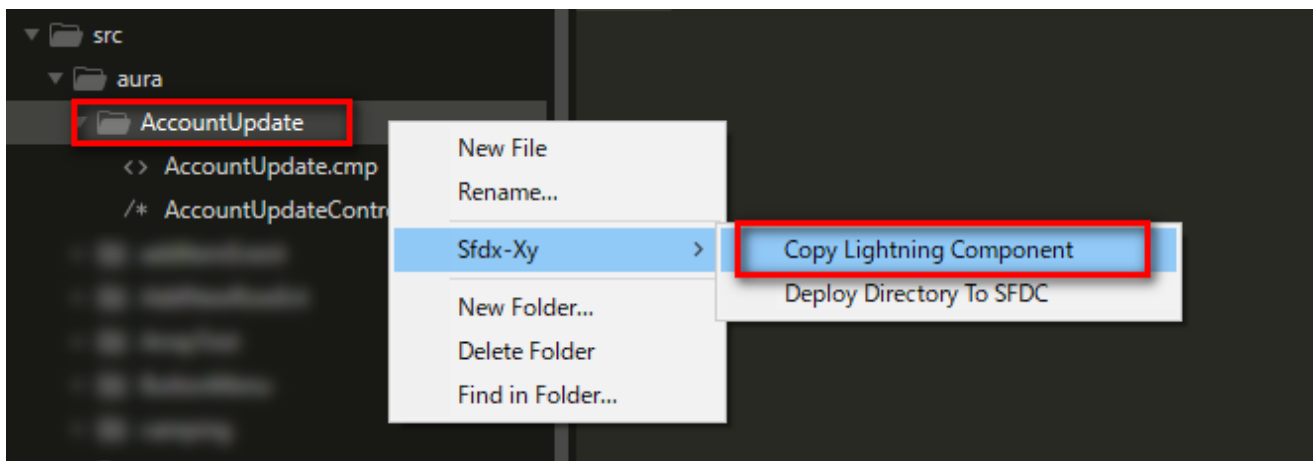 src
aura
AccountUpdate
<> AccountUpdate.cmp
/* AccountUpdateContr
New File
Rename...
Sfdx-Xy >
New Folder...
Delete Folder
Find in Folder...
Copy Lightning Component
Deploy Directory To SFDC